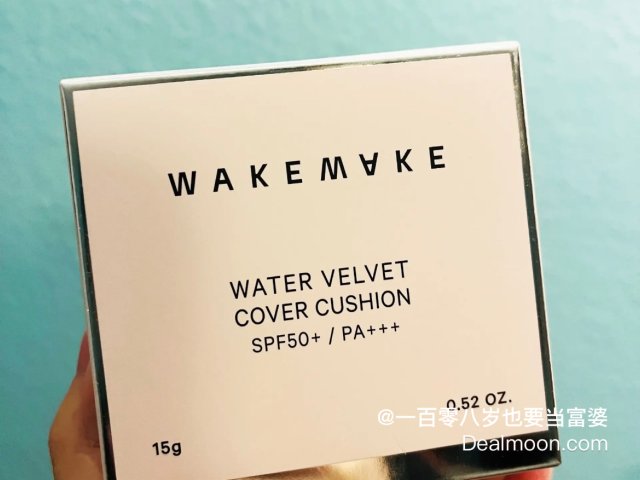 WAKEMAKE
WATER VELVET
COVER CUSHION
SPF50+ / PA+++
0.52 OZ.
15g
@一百零八岁也要当富婆
Dealmoon.com